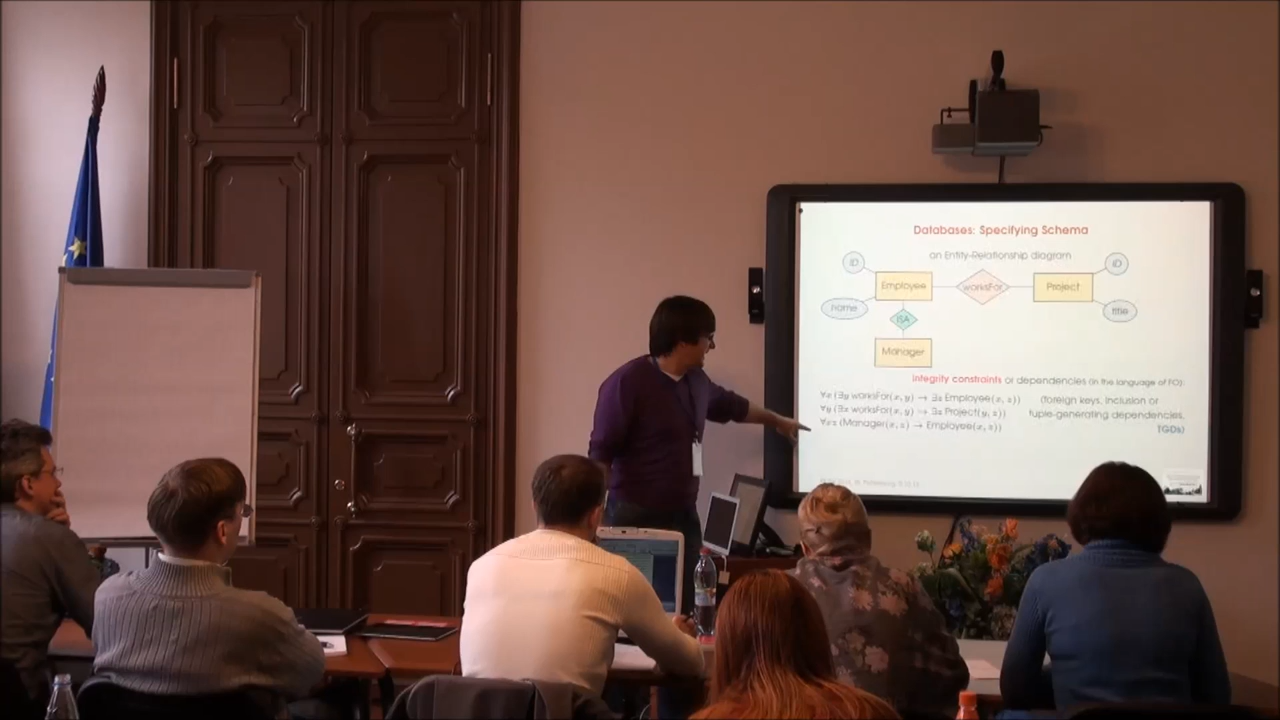 Databases: Specifying Schema
an Entity-Relationship diagram
ID
ID
Employee
worksFor
Project
name
title
ISA
Manager
integrity constraints or dependencies (in the language of FO):
∀x (∃y worksFor(x, y) → ∃z Employee(x, z)) (foreign keys, inclusion or
∀y (∃x worksFor(x, y) → ∃z Project(y, z)) tuple-generating dependencies,
∀xz (Manager(x, z) → Employee(x, z)) TGDs)